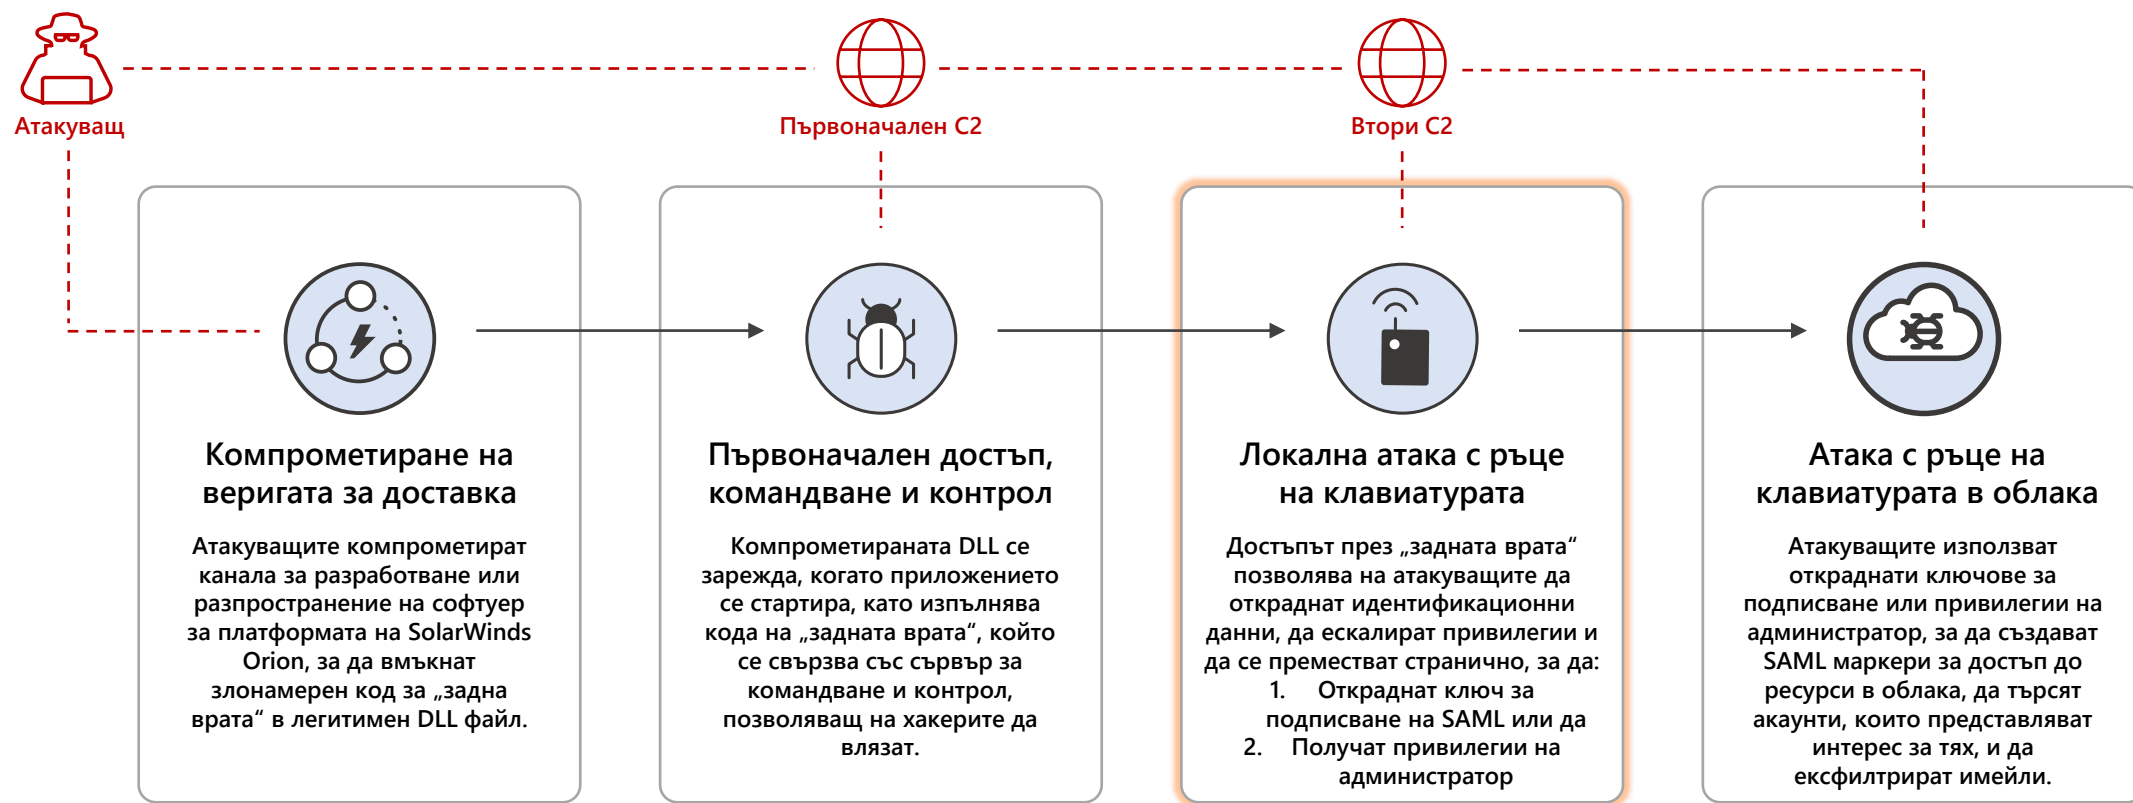 Атакуващ
Първоначален C2
Втори C2
Компрометиране на
веригата за доставка
Атакуващите компрометират
канала за разработване или
разпространение на софтуер
за платформата на SolarWinds
Orion, за да вмъкнат
злонамерен код за „задна
врата“ в легитимен DLL файл.
Първоначален достъп,
командване и контрол
Компрометираната DLL се
зарежда, когато приложението
се стартира, като изпълнява
кода на „задната врата“, който
се свързва със сървър за
командване и контрол,
позволяващ на хакерите да
влязат.
Локална атака с ръце
на клавиатурата
Достъпът през „задната врата“
позволява на атакуващите да
откраднат идентификационни
данни, да ескалират привилегии и
да се преместват странично, за да:
1. Откраднат ключ за
подписване на SAML или да
2. Получат привилегии на
администратор
Атака с ръце на
клавиатурата в облака
Атакуващите използват
откраднати ключове за
подписване или привилегии на
администратор, за да създават
SAML маркери за достъп до
ресурси в облака, да търсят
акаунти, които представляват
интерес за тях, и да
ексфилтрират имейли.